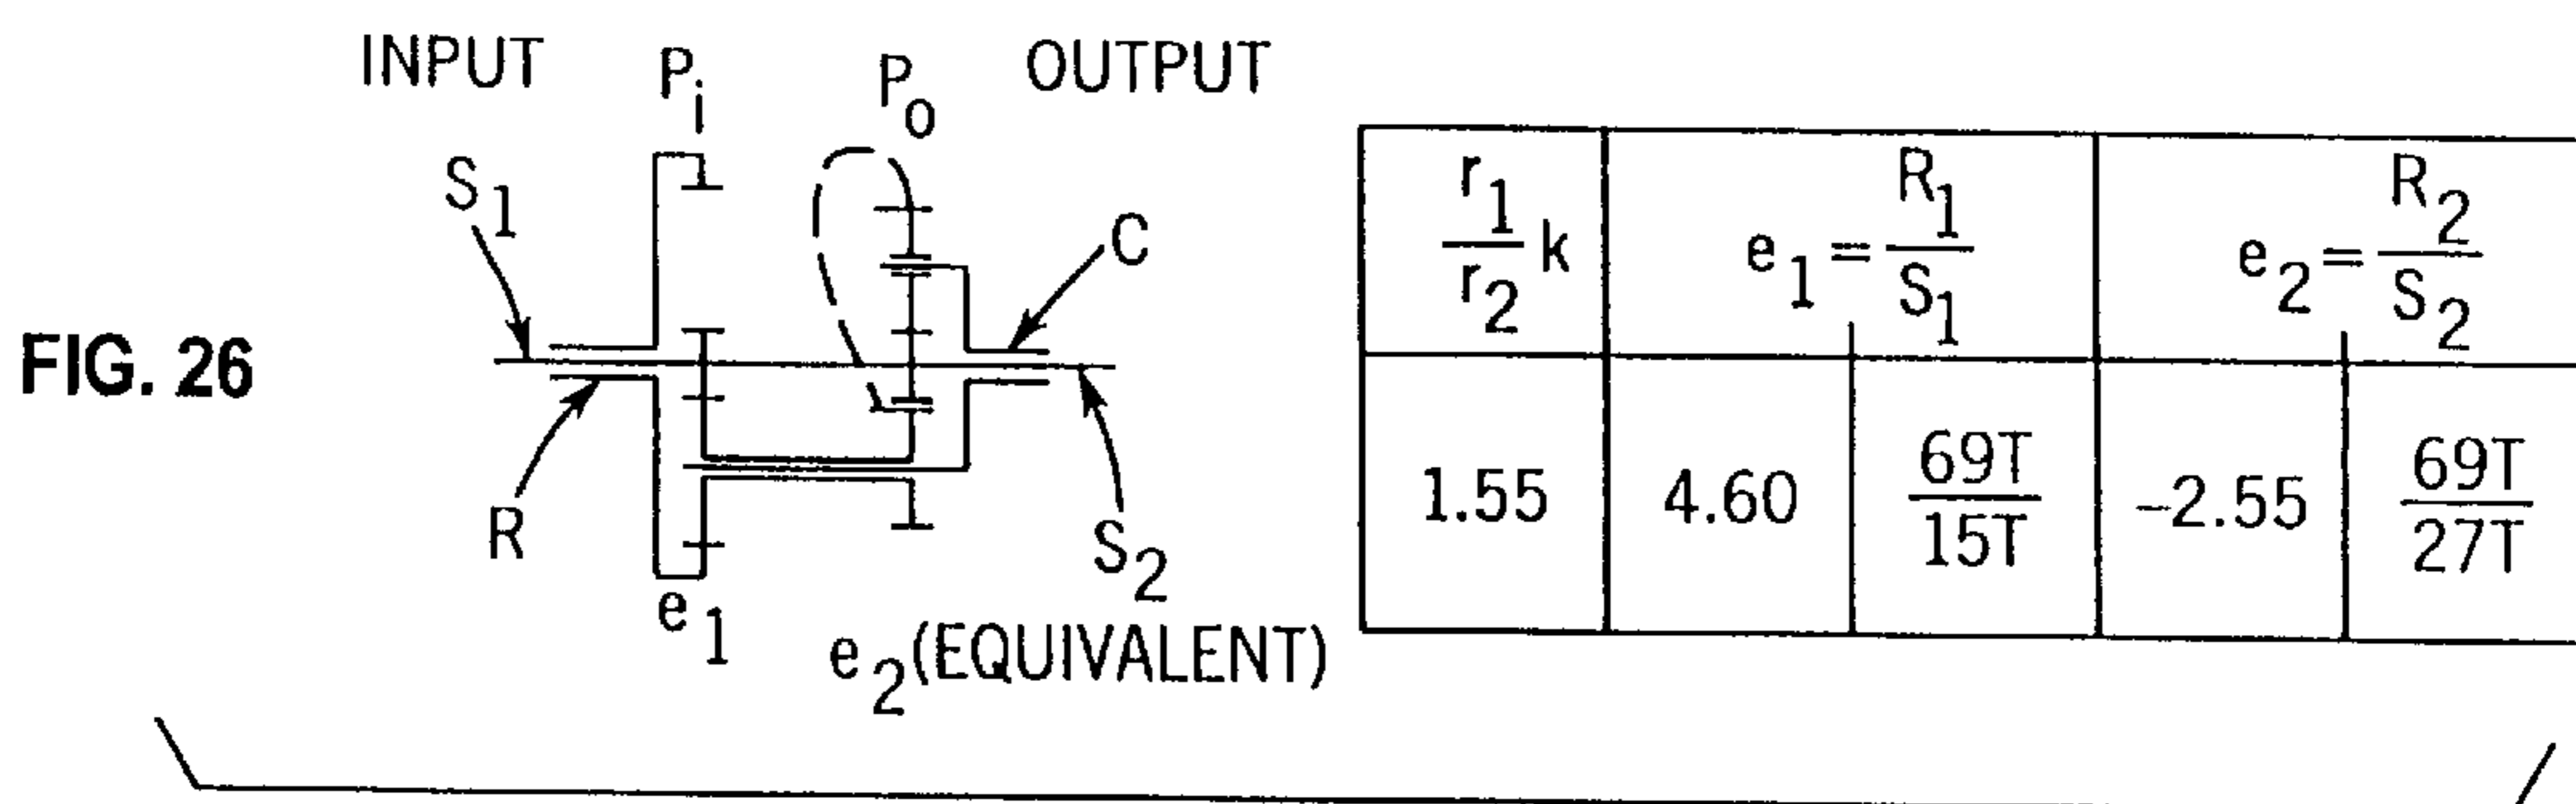 INPUT P_i P_o OUTPUT
S_1 C
FIG. 26
R S_2
e_1 e_2 (EQUIVALENT)
r_1/r_2 k | e_1 = R_1/S_1 | e_2 = R_2/S_2
1.55 | 4.60 | 69T/15T | -2.55 | 69T/27T